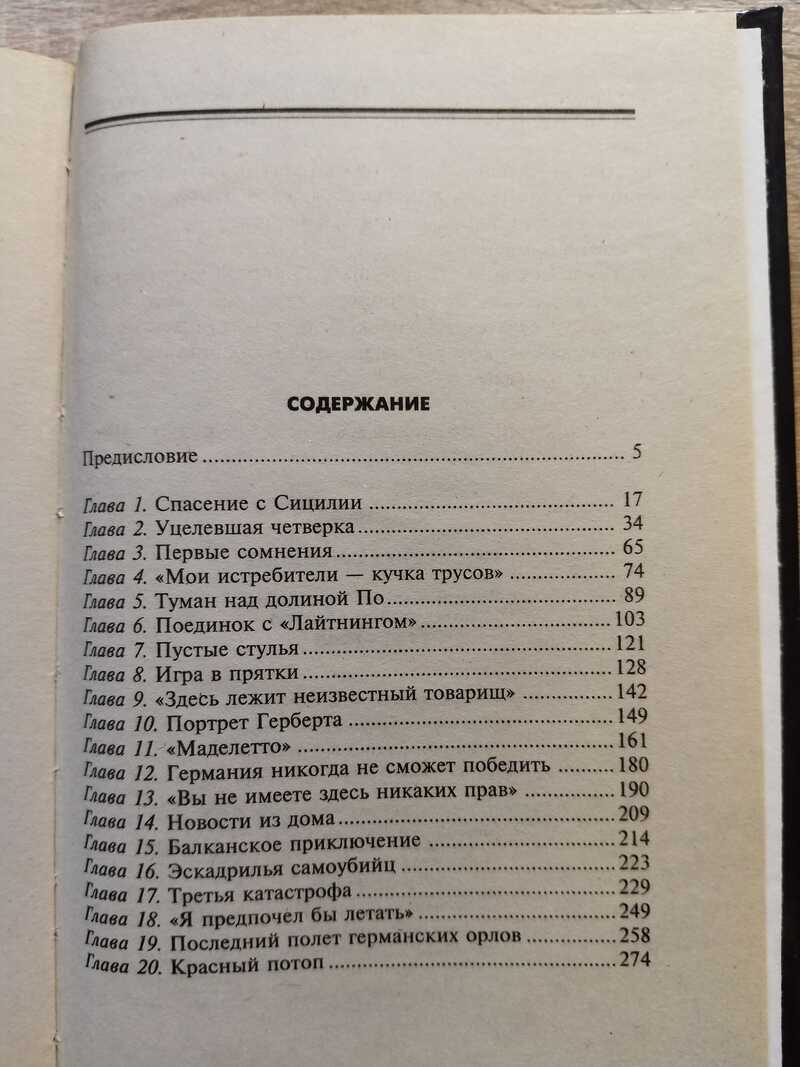 СОДЕРЖАНИЕ
Предисловие ........ 5
Глава 1. Спасение с Сицилии ........ 17
Глава 2. Уцелевшая четверка ........ 34
Глава 3. Первые сомнения ........ 65
Глава 4. «Мои истребители — кучка трусов» ........ 74
Глава 5. Туман над долиной По ........ 89
Глава 6. Поединок с «Лайтнингом» ........ 103
Глава 7. Пустые стулья ........ 121
Глава 8. Игра в прятки ........ 128
Глава 9. «Здесь лежит неизвестный товарищ» ........ 142
Глава 10. Портрет Герберта ........ 149
Глава 11. «Маделетто» ........ 161
Глава 12. Германия никогда не сможет победить ........ 180
Глава 13. «Вы не имеете здесь никаких прав» ........ 190
Глава 14. Новости из дома ........ 209
Глава 15. Балканское приключение ........ 214
Глава 16. Эскадрилья самоубийц ........ 223
Глава 17. Третья катастрофа ........ 229
Глава 18. «Я предпочел бы летать» ........ 249
Глава 19. Последний полет германских орлов ........ 258
Глава 20. Красный потоп ........ 274